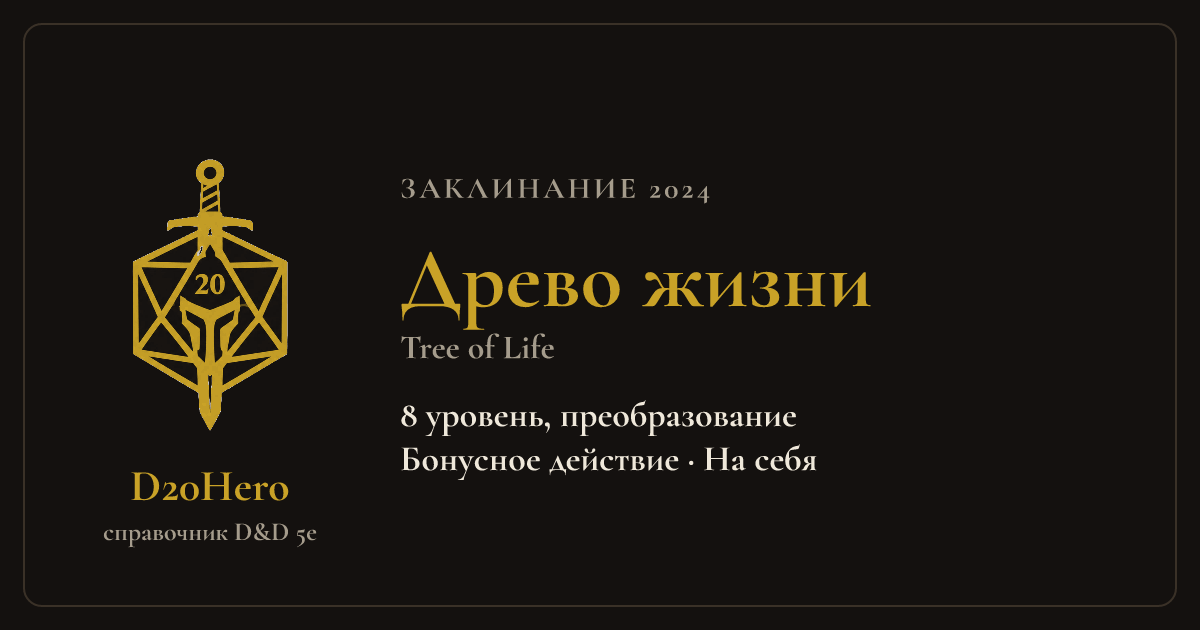 20
D20Hero
справочник D&D 5e
ЗАКЛИНАНИЕ 2024
Древо жизни
Tree of Life
8 уровень, преобразование
Бонусное действие · На себя